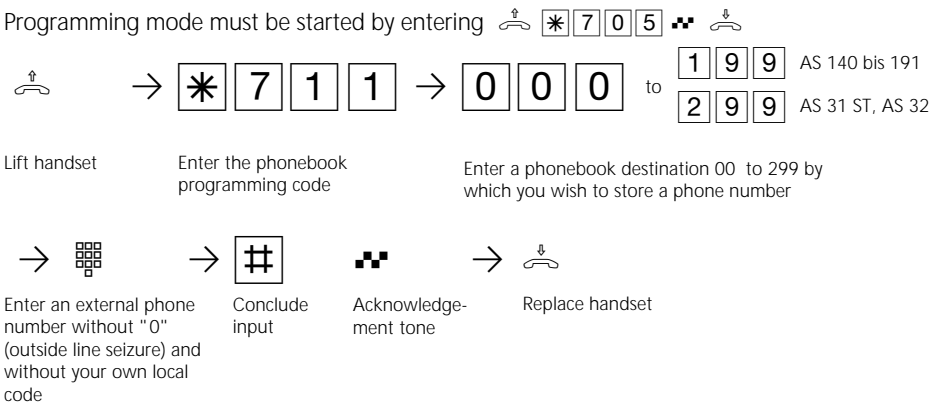 Programming mode must be started by entering * 7 0 5
* 7 1 1 0 0 0 to 1 9 9 AS 140 bis 191
2 9 9 AS 31 ST, AS 32
Lift handset
Enter the phonebook
programming code
Enter a phonebook destination 00 to 299 by
which you wish to store a phone number
#
Enter an external phone
number without "0"
(outside line seizure) and
without your own local
code
Conclude
input
Acknowledge-
ment tone
Replace handset